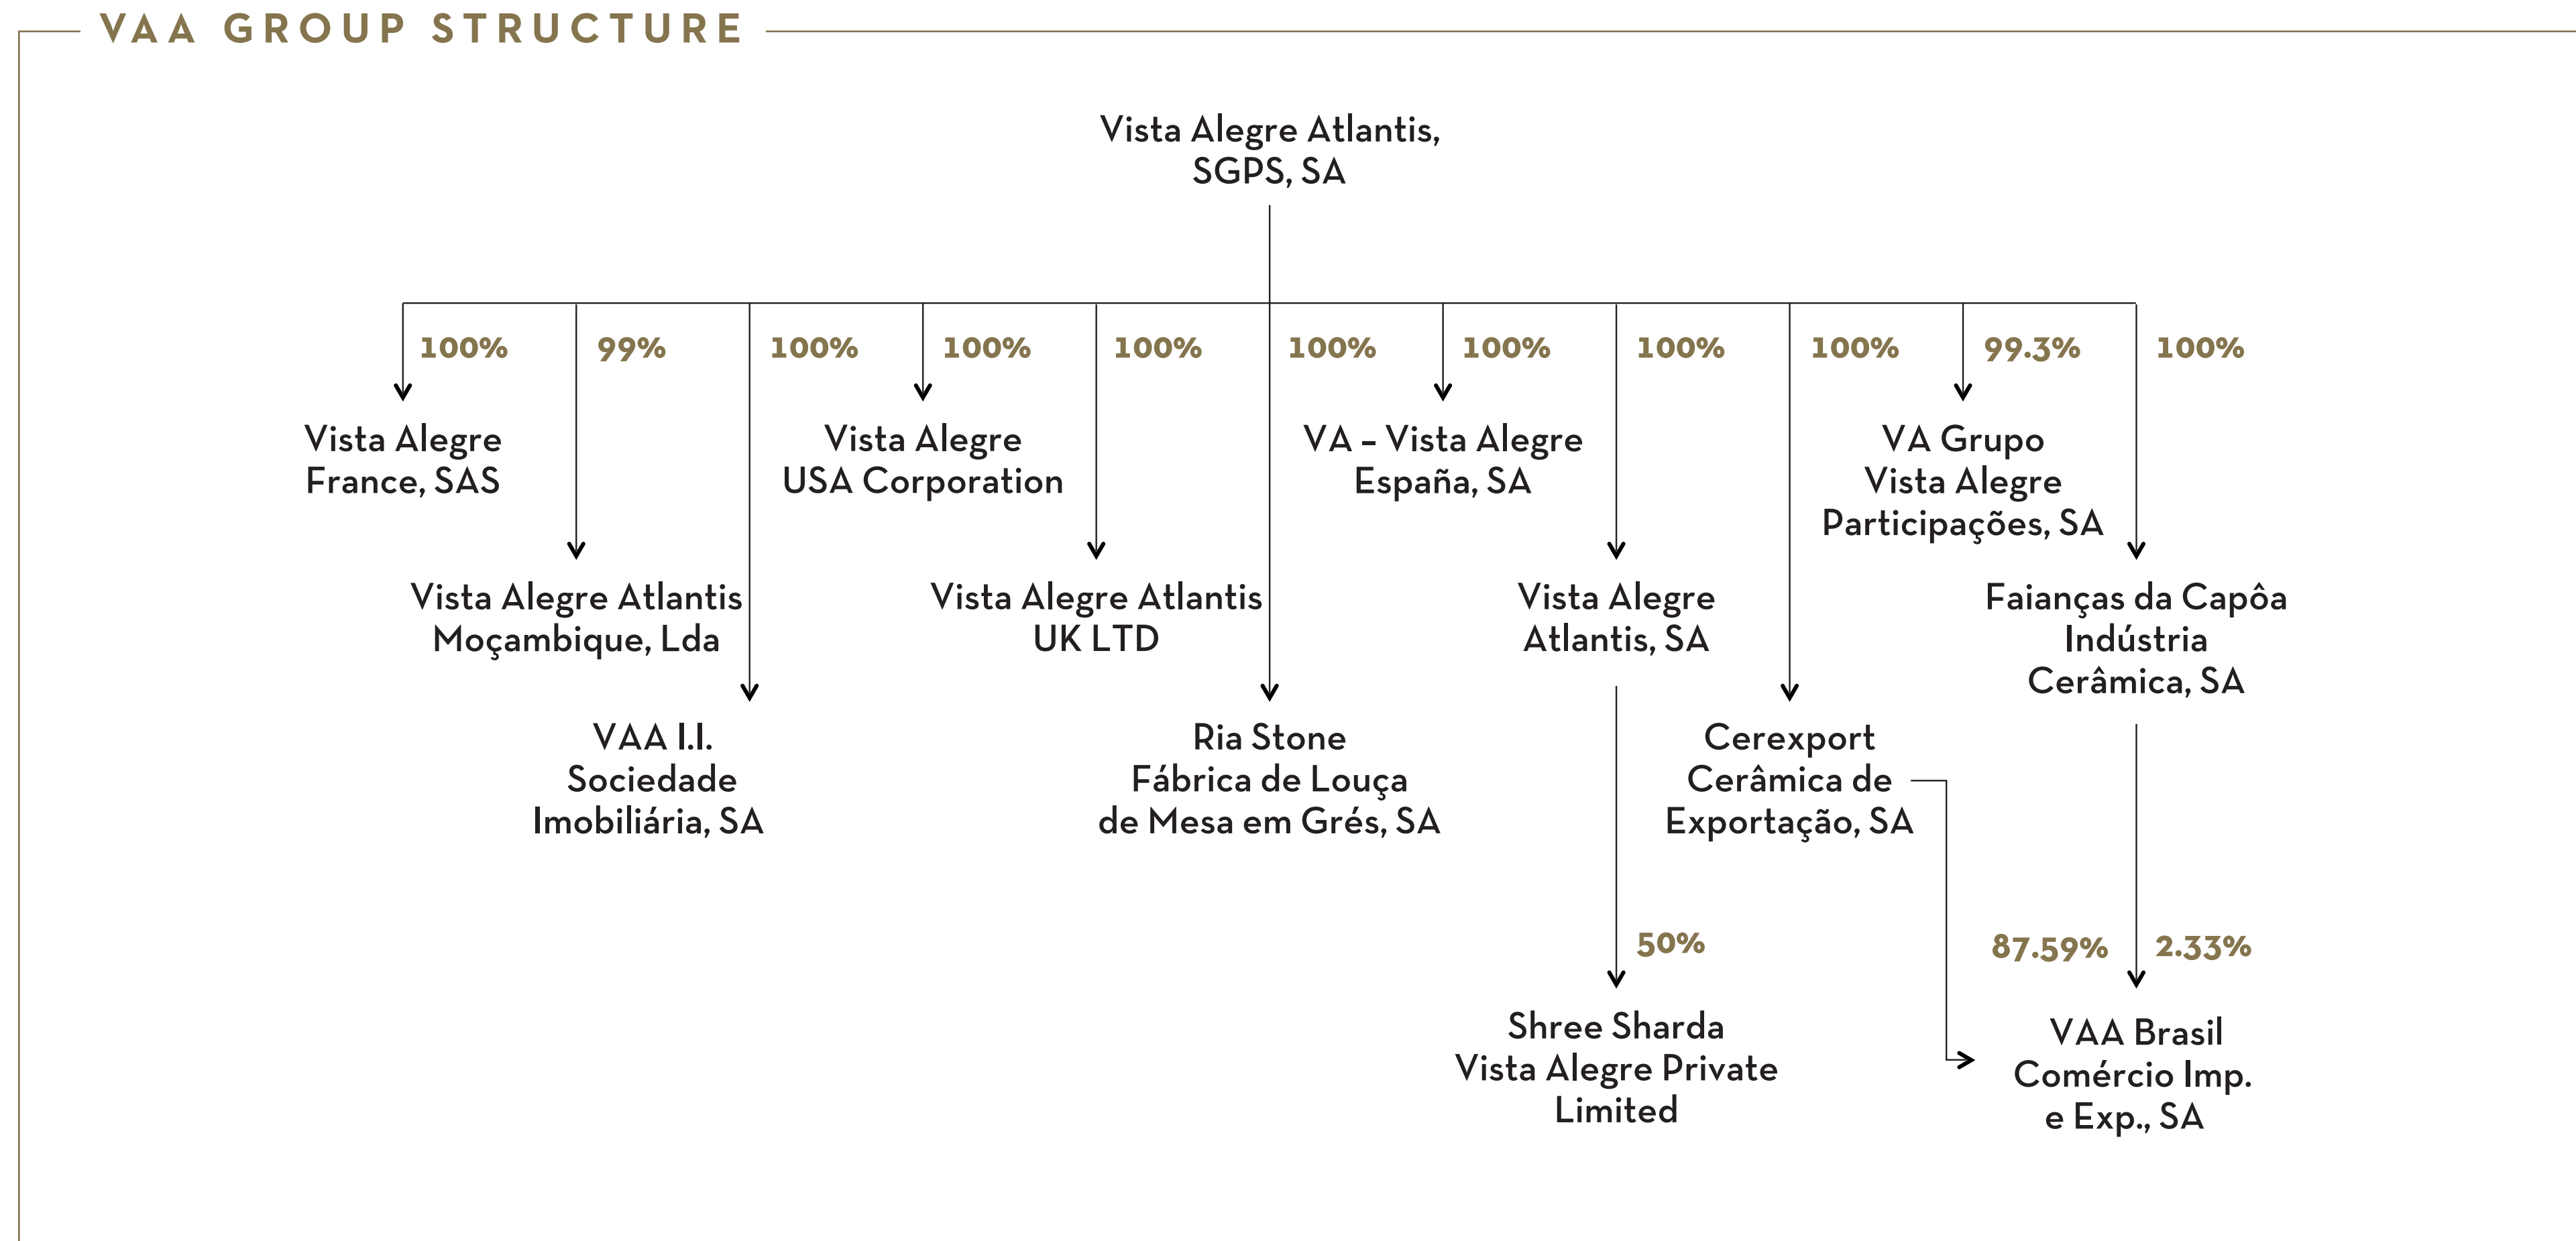 VAA GROUP STRUCTURE
Vista Alegre Atlantis,
SGPS, SA
100%
99%
100%
100%
100%
100%
100%
100%
100%
99.3%
100%
Vista Alegre
France, SAS
Vista Alegre
USA Corporation
VA – Vista Alegre
España, SA
VA Grupo
Vista Alegre
Participações, SA
Vista Alegre Atlantis
Moçambique, Lda
Vista Alegre Atlantis
UK LTD
Vista Alegre
Atlantis, SA
Faianças da Capôa
Indústria
Cerâmica, SA
VAA I.I.
Sociedade
Imobiliária, SA
Ria Stone
Fábrica de Louça
de Mesa em Grés, SA
Cerexport
Cerâmica de
Exportação, SA
50%
87.59%
2.33%
Shree Sharda
Vista Alegre Private
Limited
VAA Brasil
Comércio Imp.
e Exp., SA